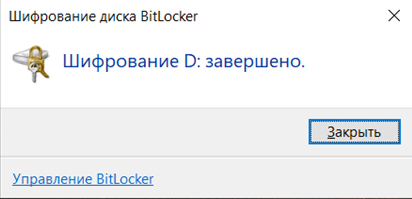 Шифрование диска BitLocker
Шифрование D: завершено.
Закрыть
Управление BitLocker